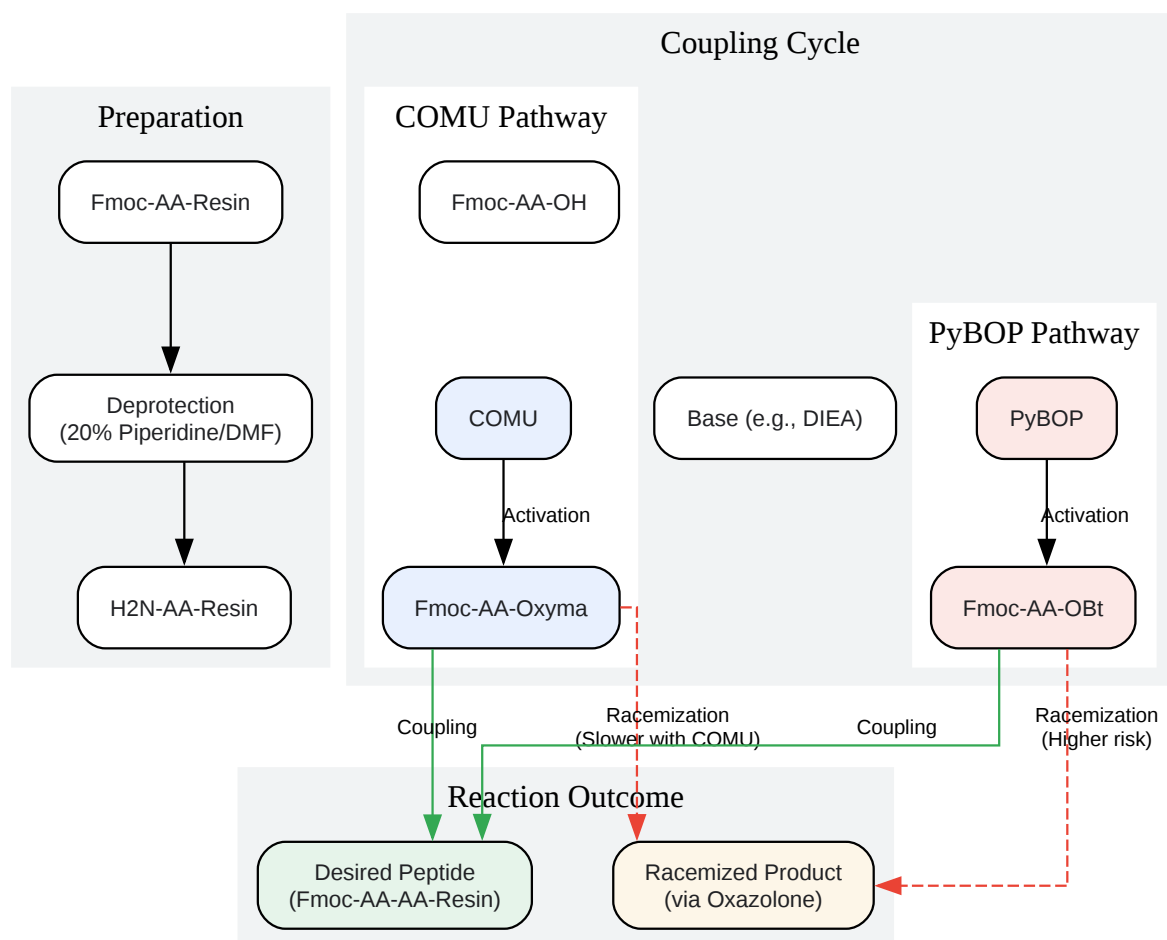 Coupling Cycle
Preparation
COMU Pathway
Fmoc-AA-Resin
Fmoc-AA-OH
PyBOP Pathway
Deprotection
(20% Piperidine/DMF)
COMU
Base (e.g., DIEA)
PyBOP
Activation
Activation
H2N-AA-Resin
Fmoc-AA-Oxyma
Fmoc-AA-OBt
Coupling
Racemization
(Slower with COMU)
Coupling
Racemization
(Higher risk)
Reaction Outcome
Desired Peptide
(Fmoc-AA-AA-Resin)
Racemized Product
(via Oxazolone)